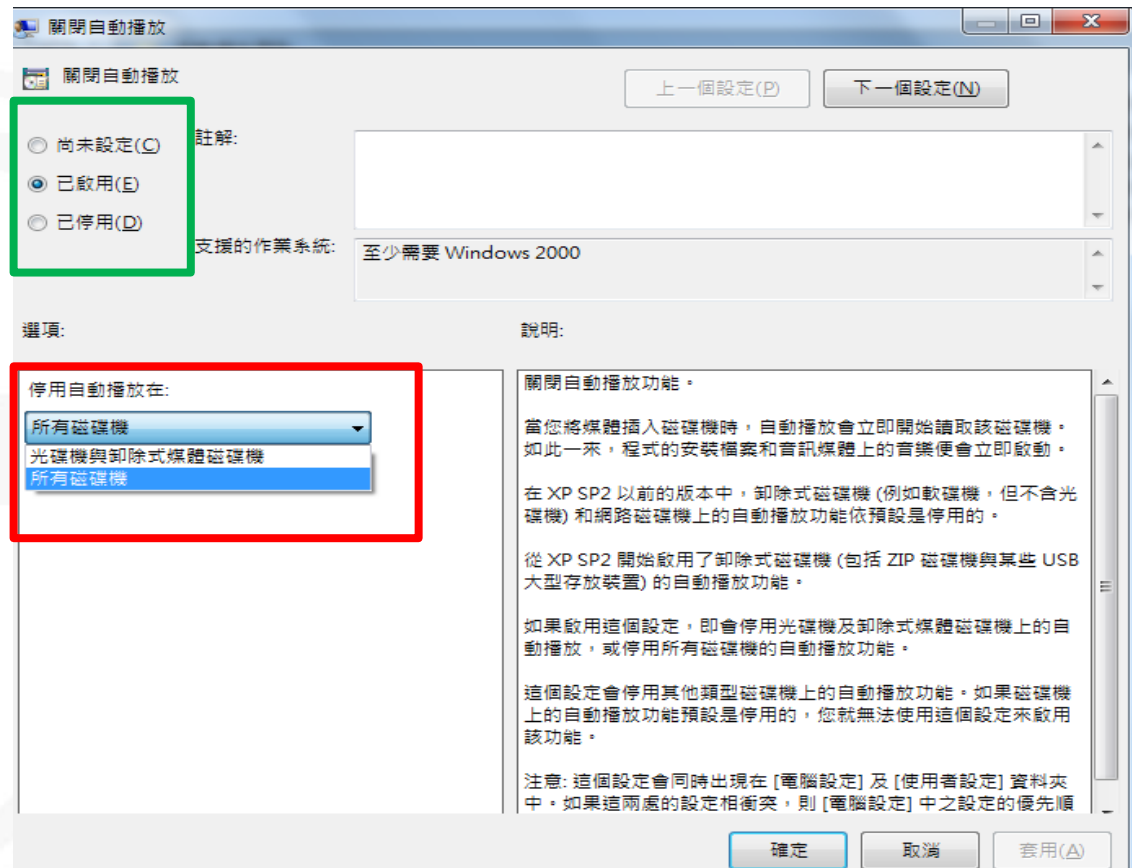 關閉自動播放
關閉自動播放
上一個設定(P)
下一個設定(N)
尚未設定(C)
已啟用(E)
已停用(D)
註解:
支援的作業系統:
至少需要 Windows 2000
選項:
說明:
停用自動播放在:
所有磁碟機
光碟機與卸除式媒體磁碟機
所有磁碟機
關閉自動播放功能。
當您將媒體插入磁碟機時，自動播放會立即開始讀取該磁碟機。
如此一來，程式的安裝檔案和音訊媒體上的音樂便會立即啟動。
在 XP SP2 以前的版本中，卸除式磁碟機 (例如軟碟機，但不含光
碟機) 和網路磁碟機上的自動播放功能依預設是停用的。
從 XP SP2 開始啟用了卸除式磁碟機 (包括 ZIP 磁碟機與某些 USB
大型存放裝置) 的自動播放功能。
如果啟用這個設定，即會停用光碟機及卸除式媒體磁碟機上的自
動播放，或停用所有磁碟機的自動播放功能。
這個設定會停用其他類型磁碟機上的自動播放功能。如果磁碟機
上的自動播放功能預設是停用的，您就無法使用這個設定來啟用
該功能。
注意: 這個設定會同時出現在 [電腦設定] 及 [使用者設定] 資料夾
中。如果這兩處的設定相衝突，則 [電腦設定] 中之設定的優先順
確定
取消
套用(A)